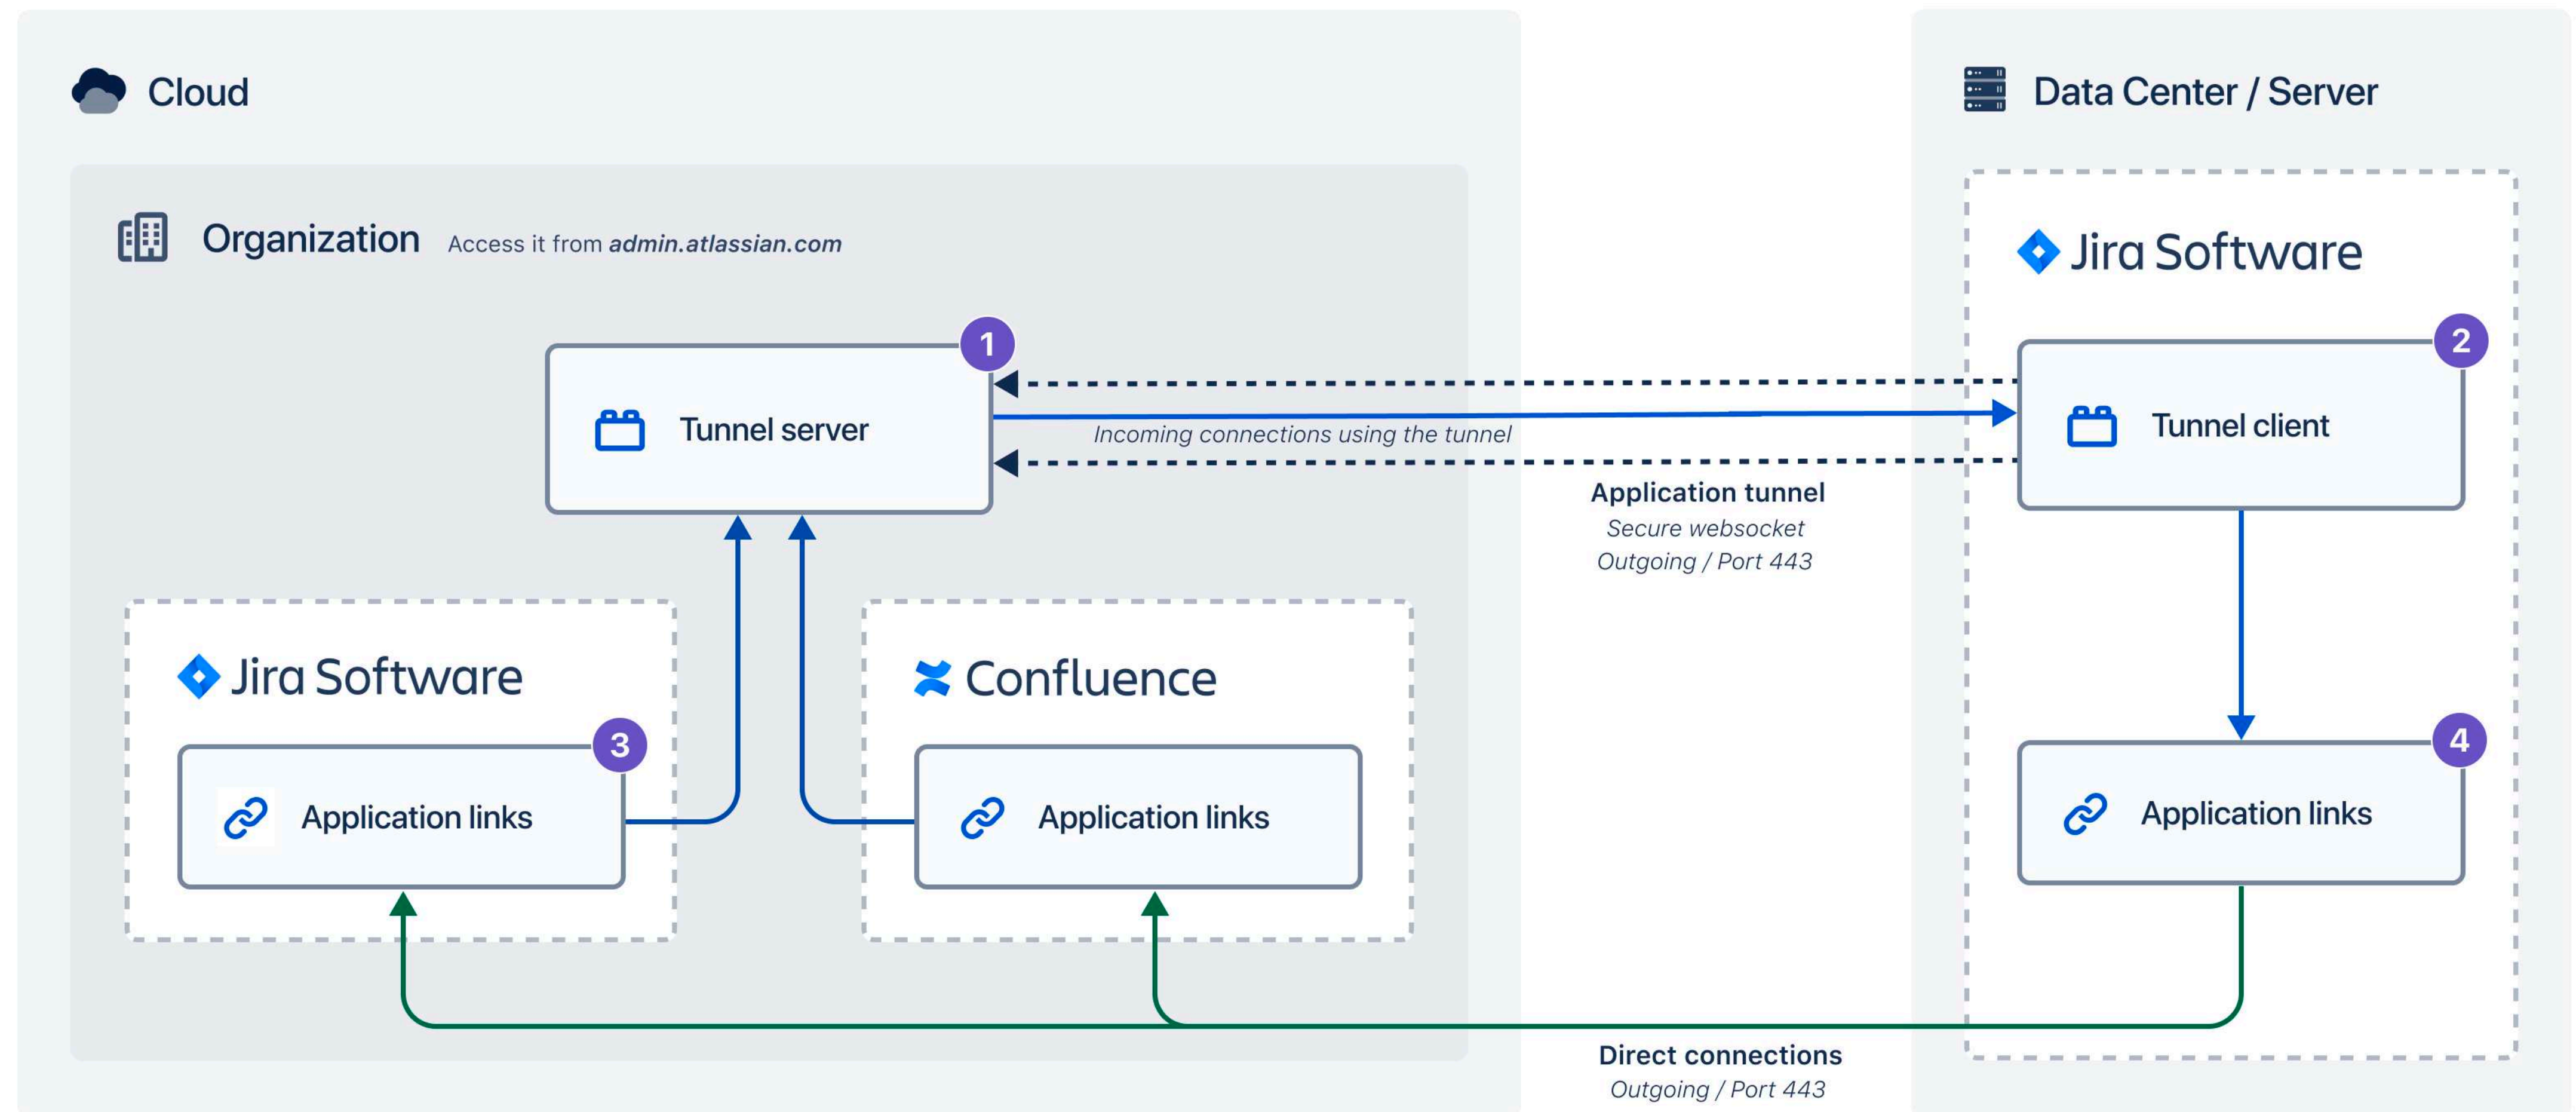 Cloud
Data Center / Server
Organization Access it from admin.atlassian.com
Jira Software
1
2
Tunnel server
Incoming connections using the tunnel
Tunnel client
Application tunnel
Secure websocket
Outgoing / Port 443
Jira Software
Confluence
3
4
Application links
Application links
Application links
Direct connections
Outgoing / Port 443